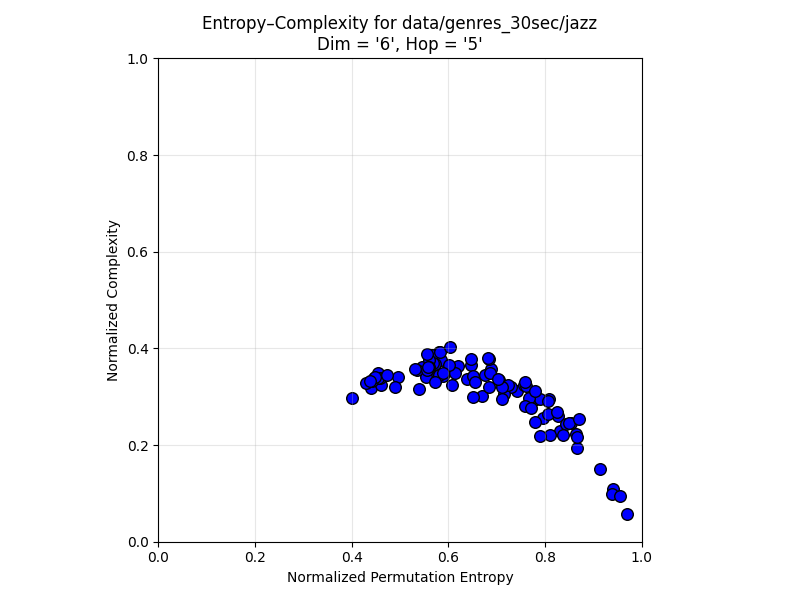 Entropy–Complexity for data/genres_30sec/jazz
Dim = '6', Hop = '5'
1.0
0.8
0.6
0.4
0.2
0.0
Normalized Complexity
0.0 0.2 0.4 0.6 0.8 1.0
Normalized Permutation Entropy